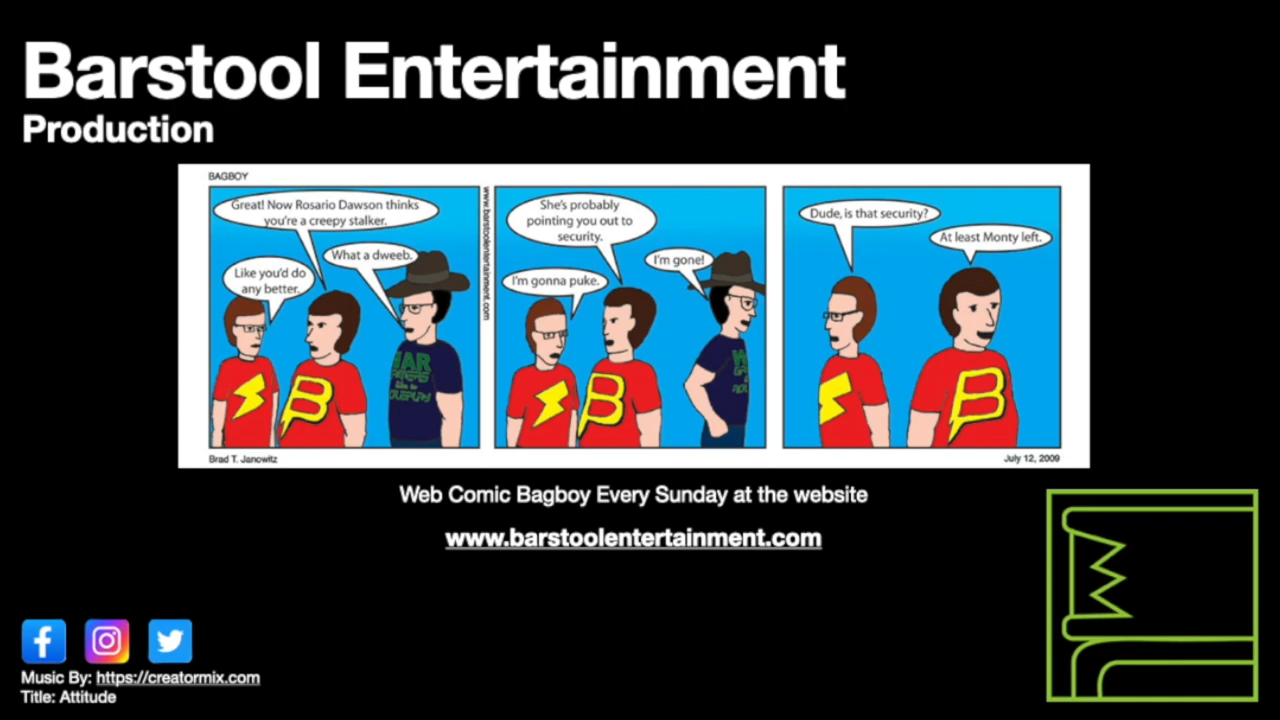 Barstool Entertainment
Production
BAGBOY
Great! Now Rosario Dawson thinks
you're a creepy stalker.
What a dweeb.
Like you'd do
any better.
www.barstoolentertainment.com
She's probably
pointing you out to
security.
I'm gone!
I'm gonna puke.
Dude, is that security?
At least Monty left.
B
B
B
Brad T. Janowitz
July 12, 2009
Web Comic Bagboy Every Sunday at the website
www.barstoolentertainment.com
Music By: https://creatormix.com
Title: Attitude